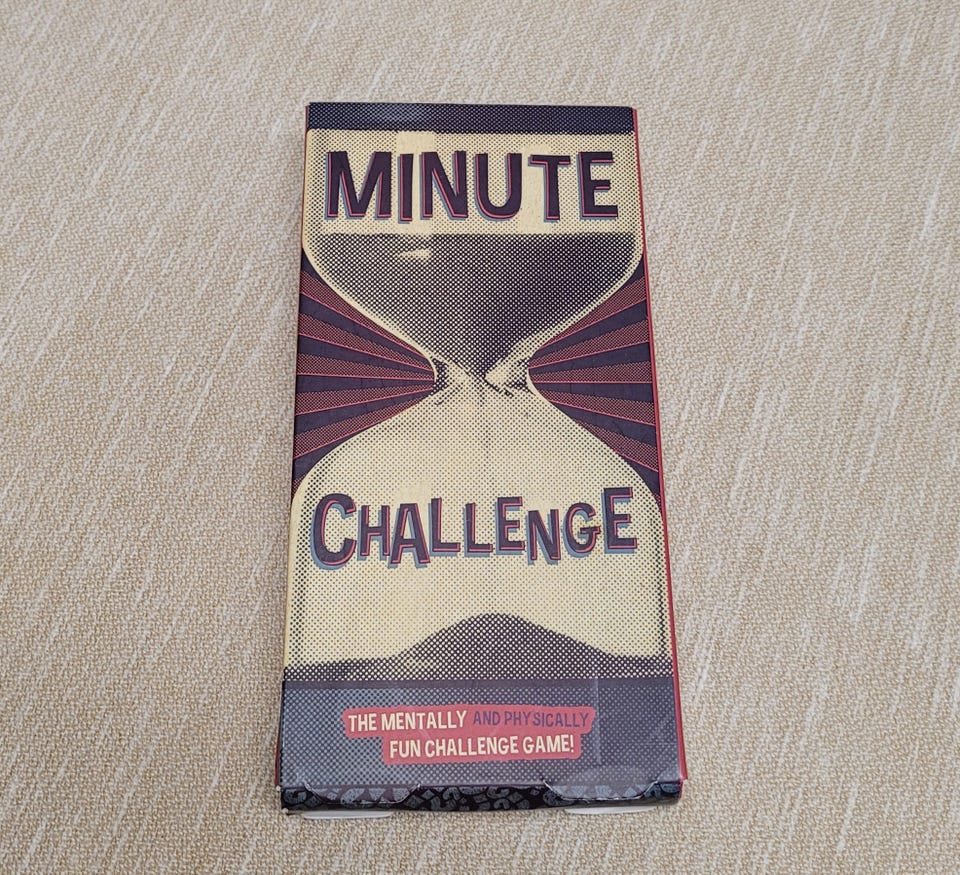 MINUTE
CHALLENGE
THE MENTALLY AND PHYSICALLY
FUN CHALLENGE GAME!